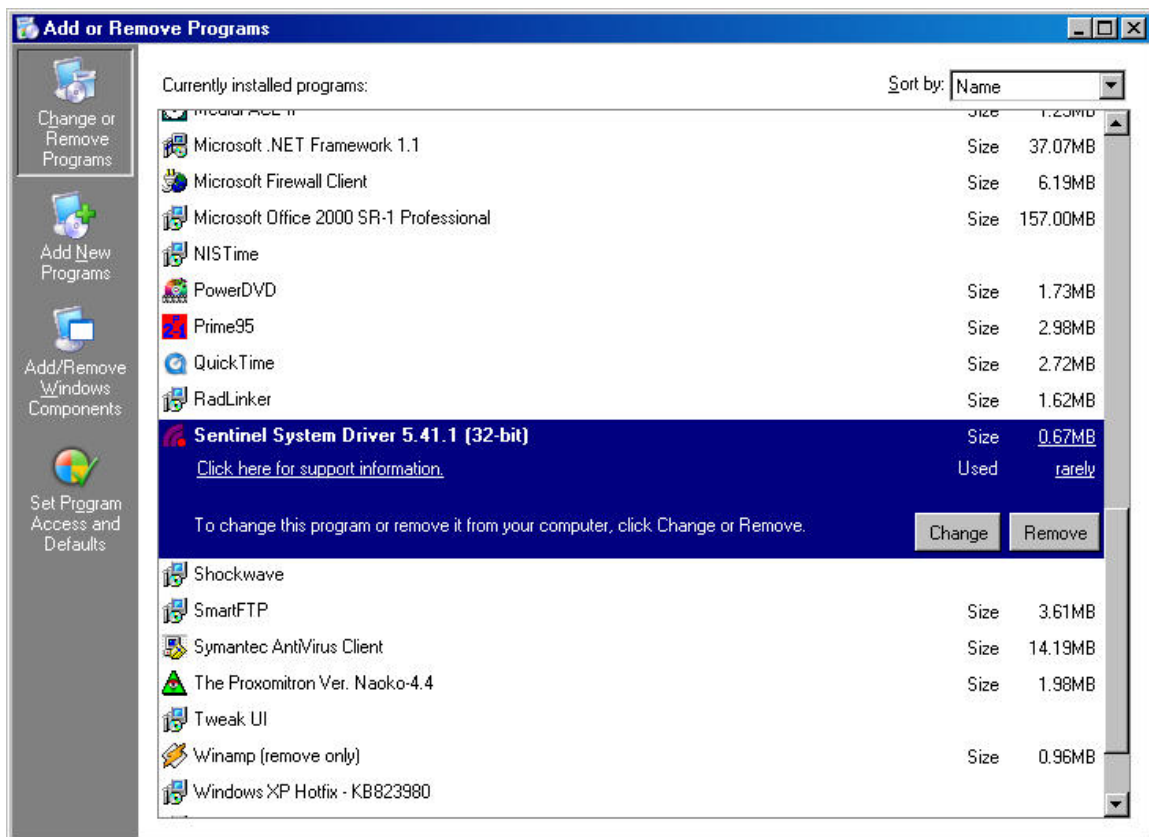 Add or Remove Programs
Change or
Remove
Programs
Add New
Programs
Add/Remove
Windows
Components
Set Program
Access and
Defaults
Currently installed programs:
Sort by: Name
Size
Microsoft .NET Framework 1.1 Size 37.07MB
Microsoft Firewall Client Size 6.19MB
Microsoft Office 2000 SR-1 Professional Size 157.00MB
NISTime
PowerDVD Size 1.73MB
Prime95 Size 2.98MB
QuickTime Size 2.72MB
RadLinker Size 1.62MB
Sentinel System Driver 5.41.1 (32-bit) Size 0.67MB
Click here for support information. Used rarely
To change this program or remove it from your computer, click Change or Remove. Change Remove
Shockwave
SmartFTP Size 3.61MB
Symantec AntiVirus Client Size 14.19MB
The Proxomitron Ver. Naoko-4.4 Size 1.98MB
Tweak UI
Winamp (remove only) Size 0.96MB
Windows XP Hotfix - KB823980